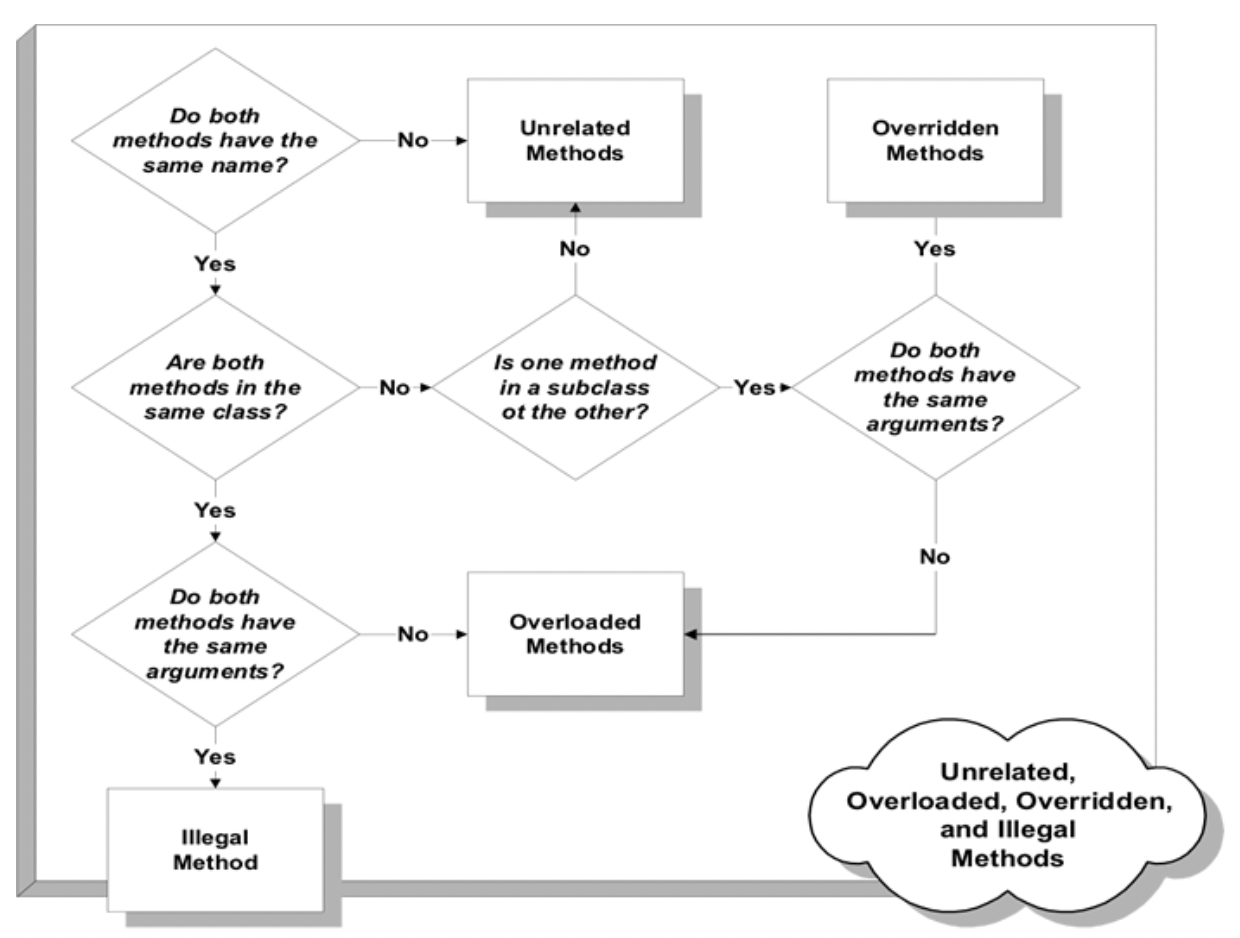 Do both
methods have the
same name?
No
Unrelated
Methods
Overridden
Methods
Yes
No
Yes
Are both
methods in the
same class?
No
Is one method
in a subclass
ot the other?
Yes
Do both
methods have
the same
arguments?
Yes
No
Do both
methods have
the same
arguments?
No
Overloaded
Methods
Yes
Illegal
Method
Unrelated,
Overloaded, Overridden,
and Illegal
Methods